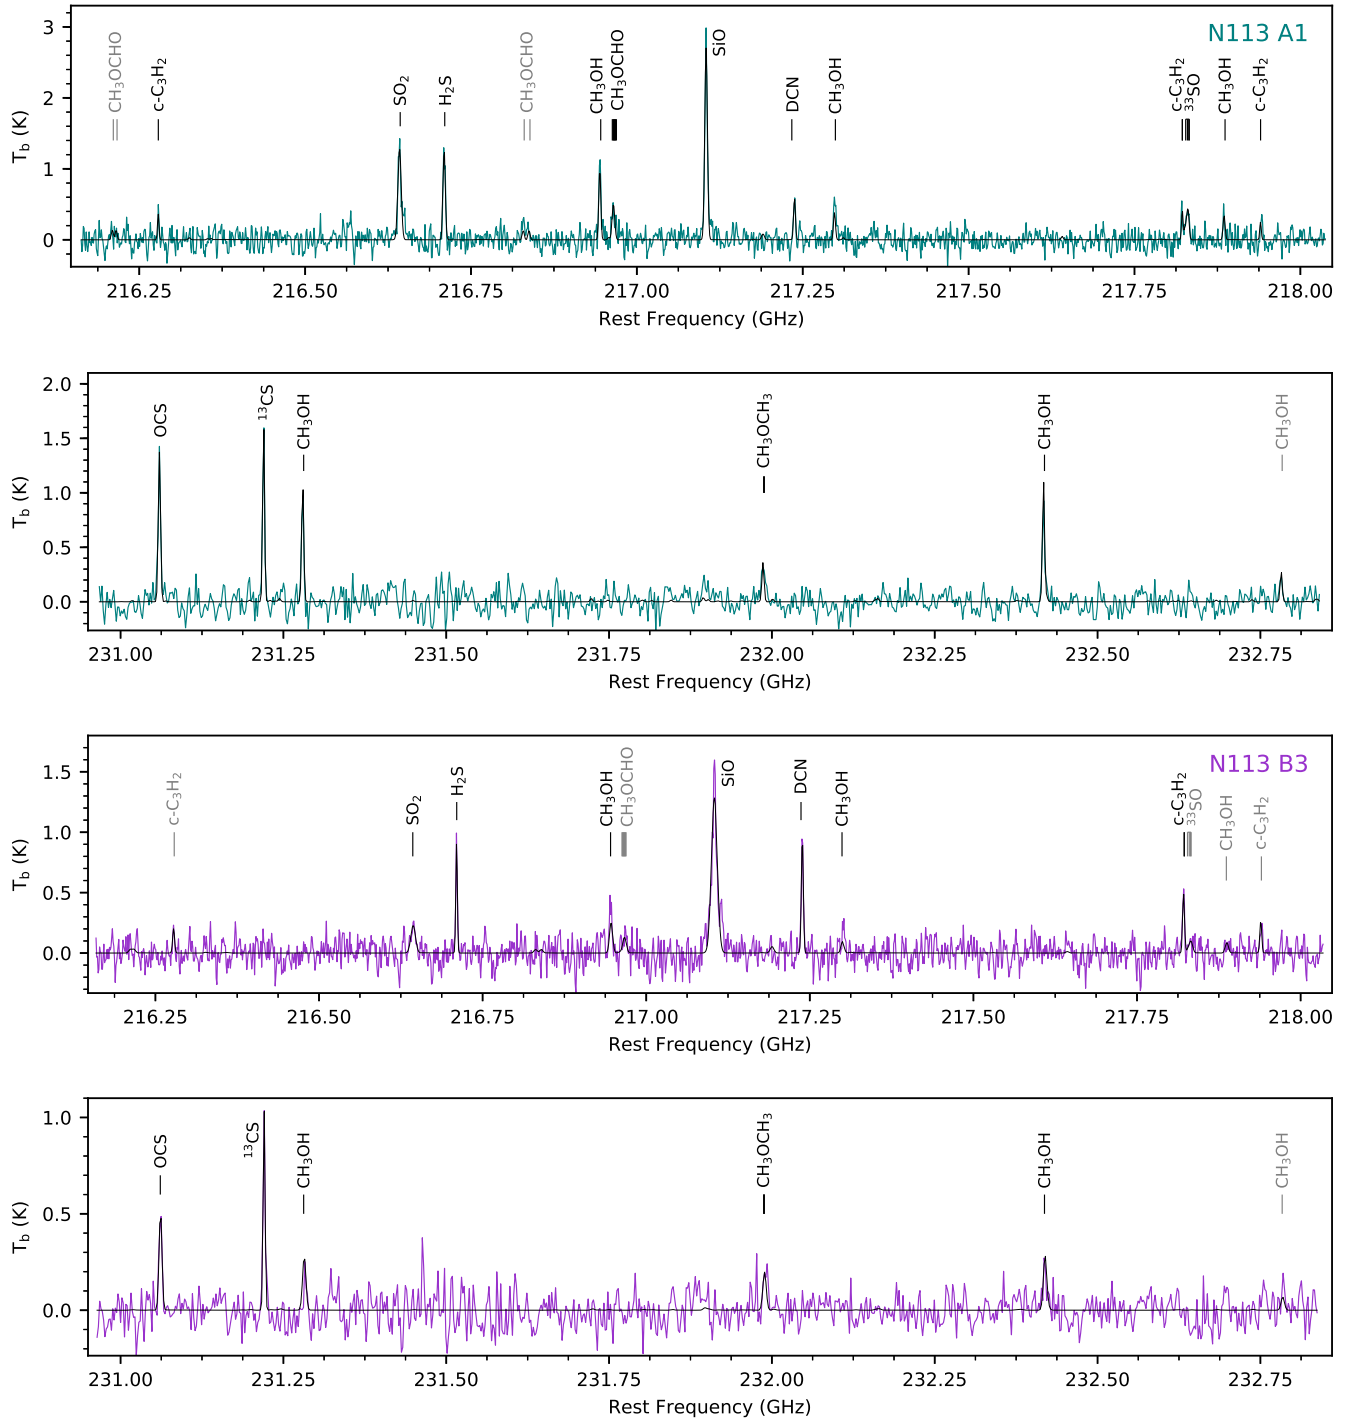 N113 A1
CH₃OCHO
c-C₃H₂
SO₂
H₂S
CH₃OCHO
CH₃OH
CH₃OCHO
SiO
DCN
CH₃OH
c-C₃H₂
³³SO
CH₃OH
c-C₃H₂
T_b (K)
3
2
1
0
216.25 216.50 216.75 217.00 217.25 217.50 217.75 218.00
Rest Frequency (GHz)
OCS
¹³CS
CH₃OH
CH₃OCH₃
CH₃OH
CH₃OH
T_b (K)
2.0
1.5
1.0
0.5
0.0
231.00 231.25 231.50 231.75 232.00 232.25 232.50 232.75
Rest Frequency (GHz)
N113 B3
c-C₃H₂
SO₂
H₂S
CH₃OH
CH₃OCHO
SiO
DCN
CH₃OH
c-C₃H₂
³³SO
CH₃OH
c-C₃H₂
T_b (K)
1.5
1.0
0.5
0.0
216.25 216.50 216.75 217.00 217.25 217.50 217.75 218.00
Rest Frequency (GHz)
OCS
¹³CS
CH₃OH
CH₃OCH₃
CH₃OH
CH₃OH
T_b (K)
1.0
0.5
0.0
231.00 231.25 231.50 231.75 232.00 232.25 232.50 232.75
Rest Frequency (GHz)